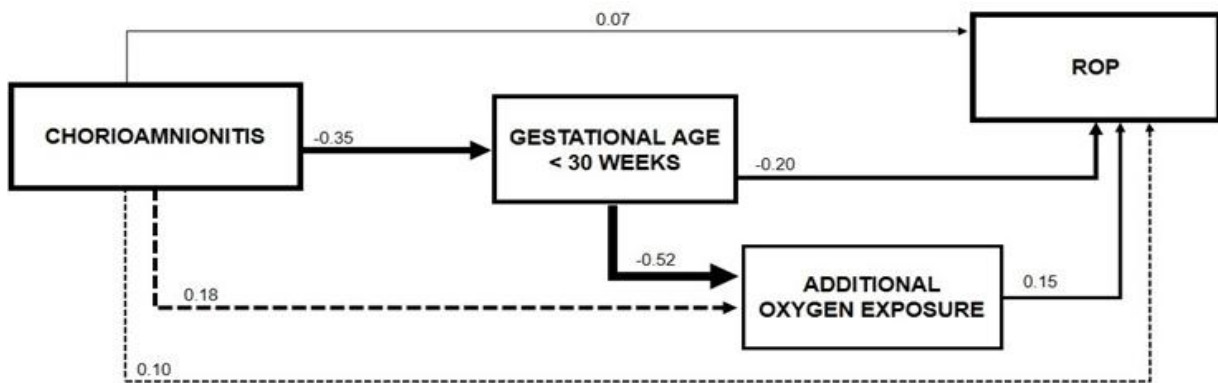 0.07
ROP
CHORIOAMNIONITIS
-0.35
GESTATIONAL AGE
< 30 WEEKS
-0.20
-0.52
0.18
ADDITIONAL
OXYGEN EXPOSURE
0.15
0.10